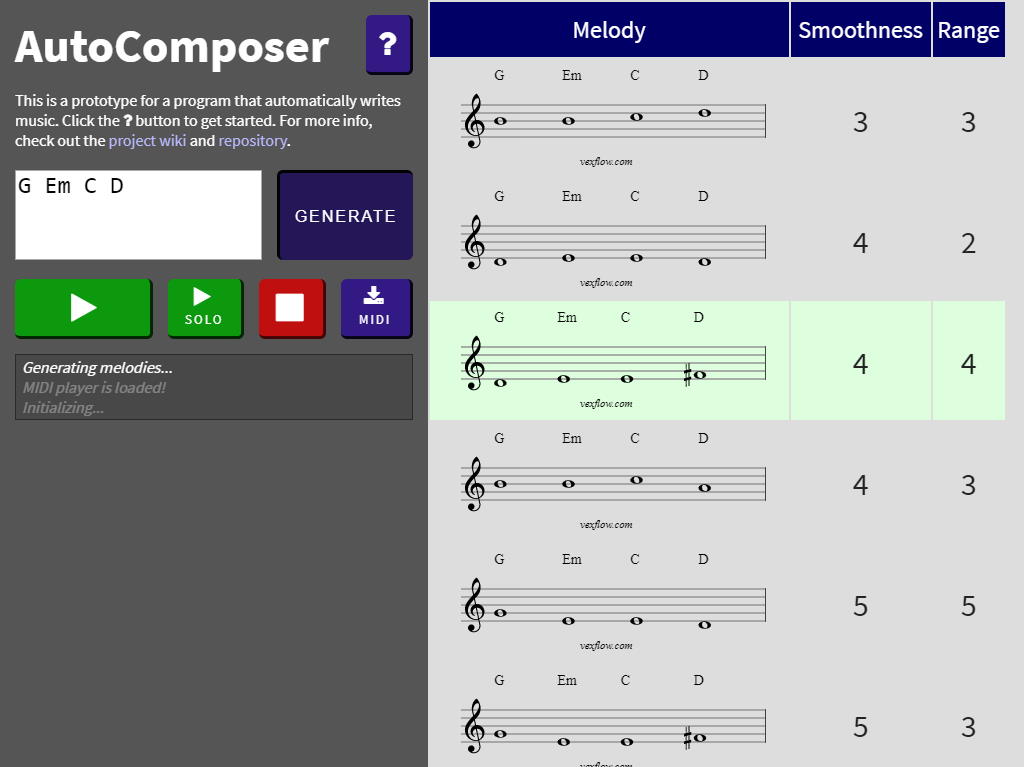 AutoComposer
?
This is a prototype for a program that automatically writes
music. Click the ? button to get started. For more info,
check out the project wiki and repository.
G Em C D
GENERATE
SOLO
MIDI
Generating melodies...
MIDI player is loaded!
Initializing...
Melody Smoothness Range
G Em C D
3 3
vexflow.com
G Em C D
4 2
vexflow.com
G Em C D
4 4
vexflow.com
G Em C D
4 3
vexflow.com
G Em C D
5 5
vexflow.com
G Em C D
5 3
vexflow.com